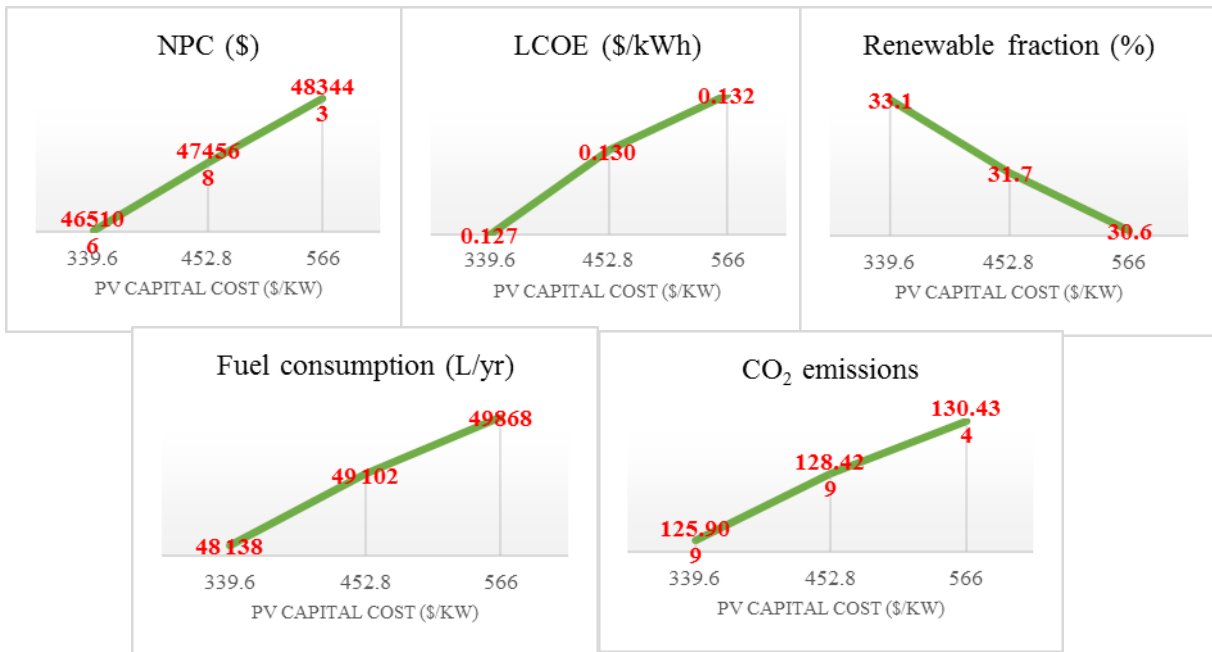 NPC ($)
48344
3
47456
8
46510
6
339.6 452.8 566
PV CAPITAL COST ($/KW)
LCOE ($/kWh)
0.132
0.130
0.127
339.6 452.8 566
PV CAPITAL COST ($/KW)
Renewable fraction (%)
33.1
31.7
30.6
339.6 452.8 566
PV CAPITAL COST ($/KW)
Fuel consumption (L/yr)
49868
49 102
48 138
339.6 452.8 566
PV CAPITAL COST ($/KW)
CO₂ emissions
130.43
4
128.42
9
125.90
9
339.6 452.8 566
PV CAPITAL COST ($/KW)